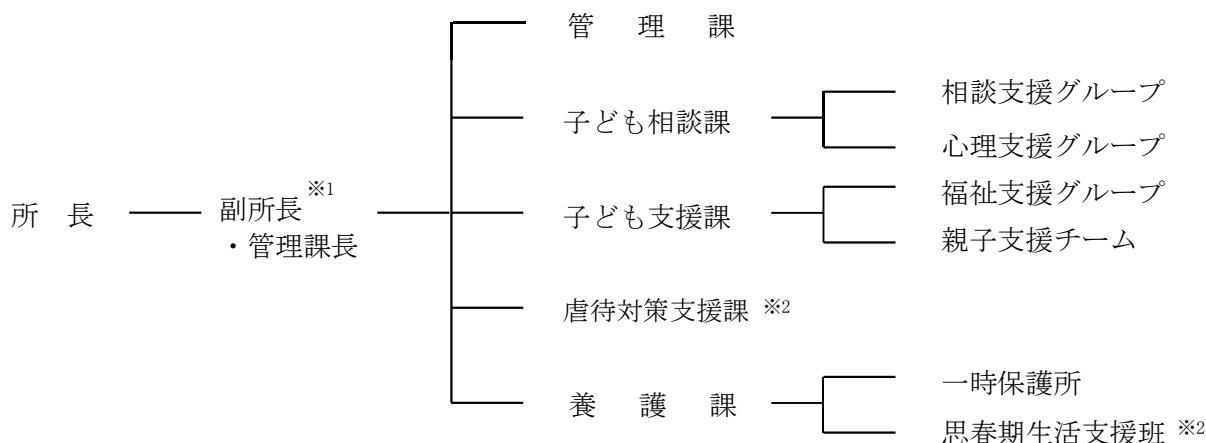 管理課
相談支援グループ
子ども相談課
心理支援グループ
福祉支援グループ
所長
副所長※1
・管理課長
子ども支援課
親子支援チーム
虐待対策支援課 ※2
一時保護所
養護課
思春期生活支援班 ※2